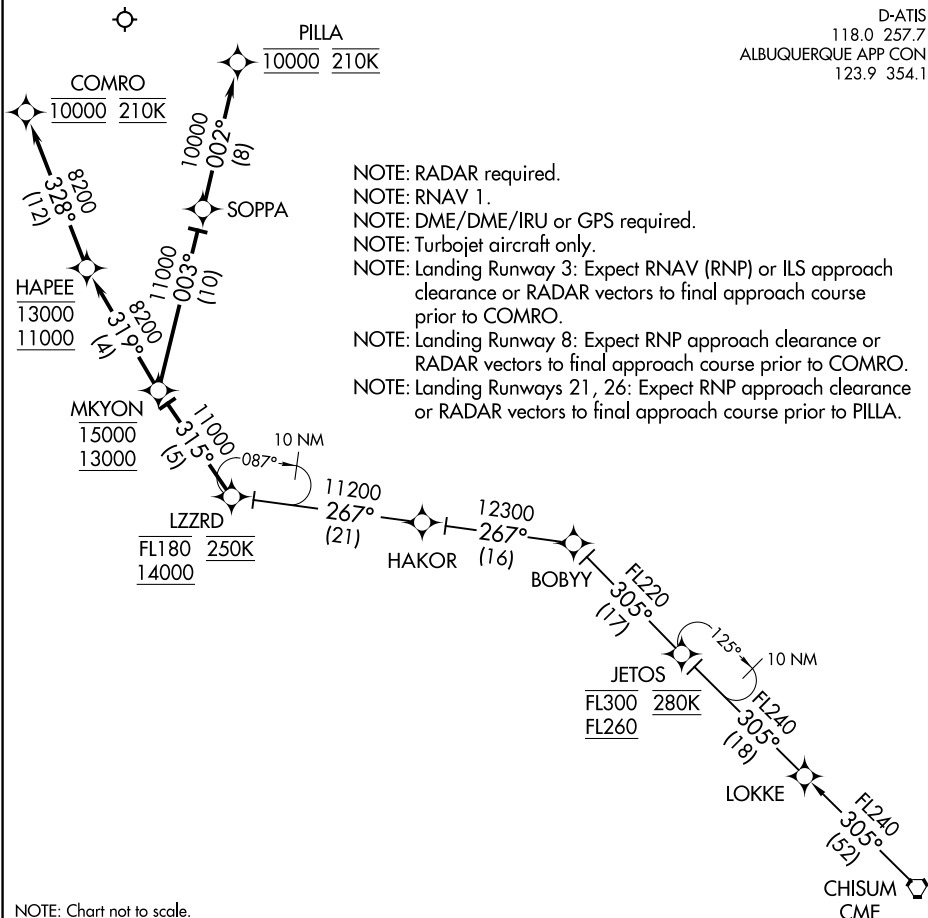 D-ATIS
118.0 257.7
ALBUQUERQUE APP CON
123.9 354.1
PILLA
10000 210K
COMRO
10000 210K
10000
002°
(8)
8200
328°
(12)
SOPPA
NOTE: RADAR required.
NOTE: RNAV 1.
NOTE: DME/DME/IRU or GPS required.
NOTE: Turbojet aircraft only.
NOTE: Landing Runway 3: Expect RNAV (RNP) or ILS approach
clearance or RADAR vectors to final approach course
prior to COMRO.
NOTE: Landing Runway 8: Expect RNP approach clearance or
RADAR vectors to final approach course prior to COMRO.
NOTE: Landing Runways 21, 26: Expect RNP approach clearance
or RADAR vectors to final approach course prior to PILLA.
HAPEE
13000
11000
11000
003°
(10)
8200
319°
(4)
MKYON
15000
13000
11000
315°
(5)
087°
10 NM
LZZRD
FL180 250K
14000
11200
267°
(21)
HAKOR
12300
267°
(16)
BOBYY
FL220
305°
(17)
125°
10 NM
JETOS
FL300 280K
FL260
FL240
305°
(18)
LOKKE
FL240
305°
(52)
CHISUM
CME
NOTE: Chart not to scale.